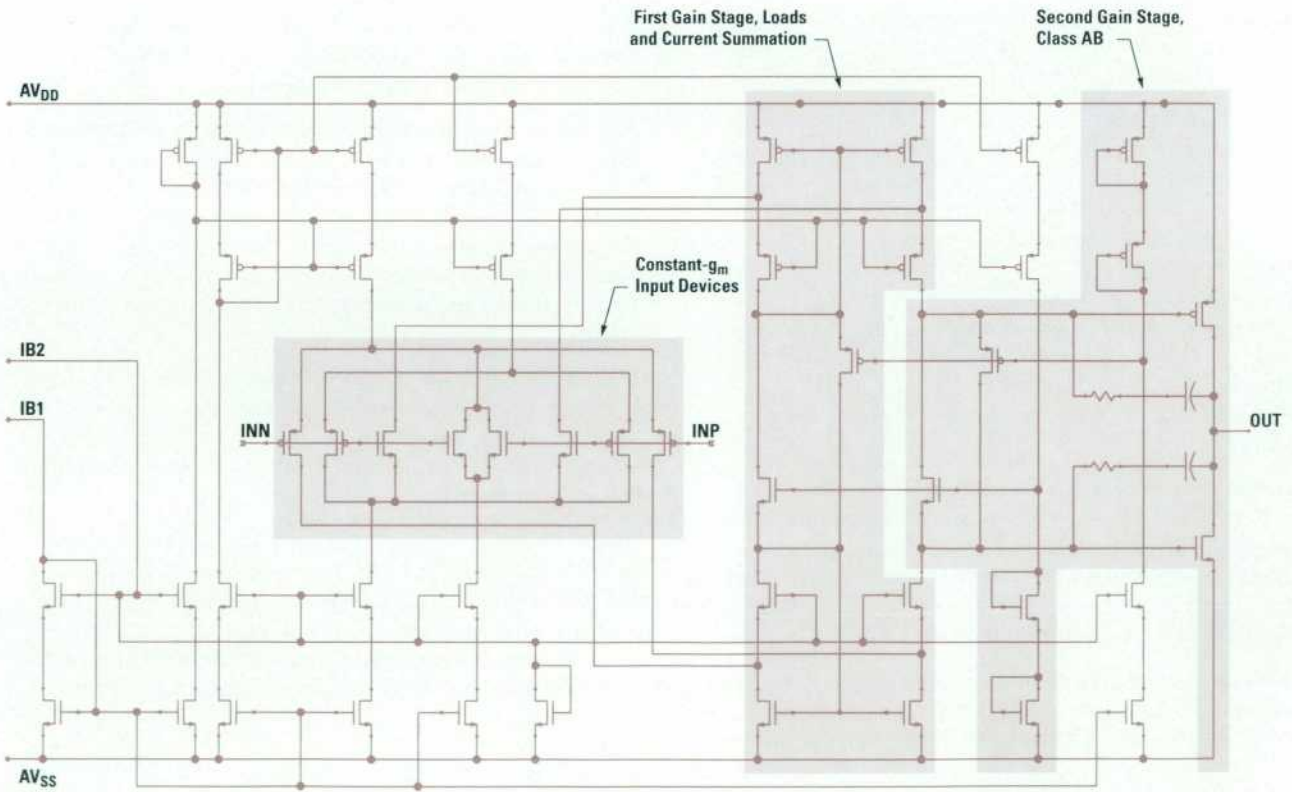 First Gain Stage, Loads
and Current Summation
Second Gain Stage,
Class AB
AVDD
Constant-gm
Input Devices
IB2
IB1
INN
INP
OUT
AVSS